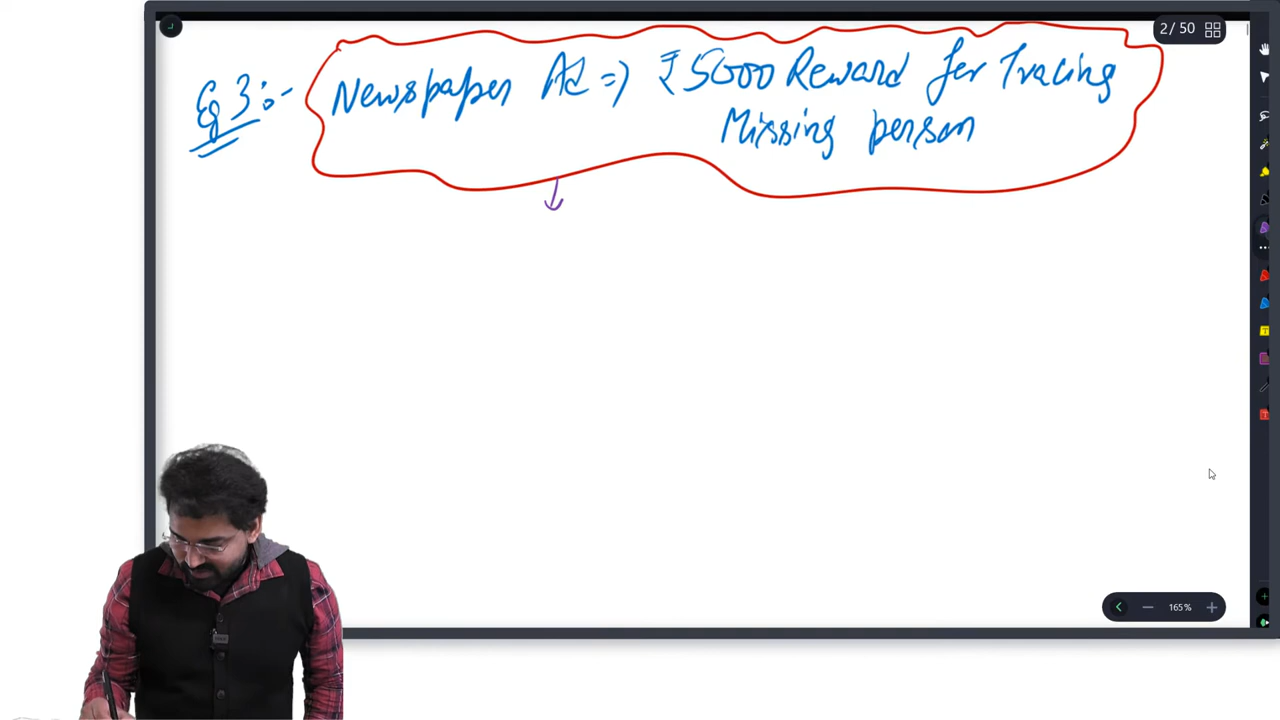 2/50
Eg 3:-
Newspaper Ad => ₹5000 Reward for Tracing
Missing person
165%